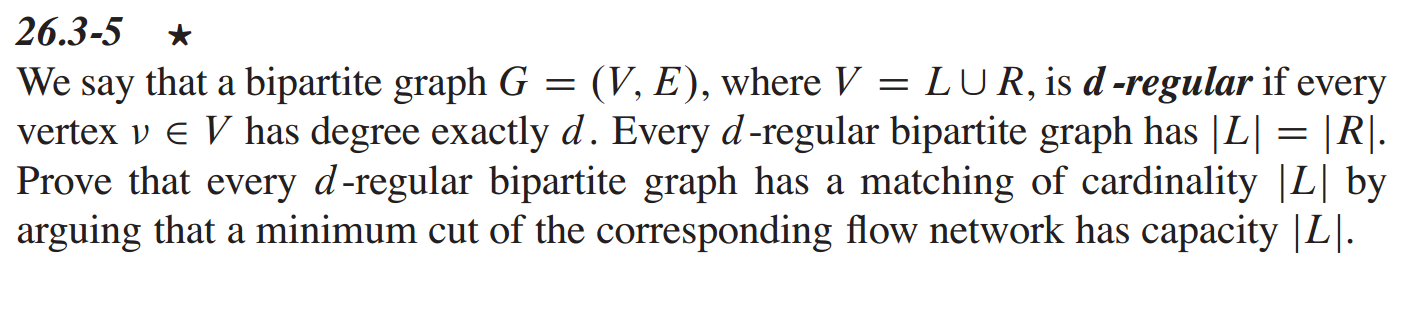 26.3-5 ★
We say that a bipartite graph G = (V, E), where V = L ∪ R, is d-regular if every
vertex v ∈ V has degree exactly d. Every d-regular bipartite graph has |L| = |R|.
Prove that every d-regular bipartite graph has a matching of cardinality |L| by
arguing that a minimum cut of the corresponding flow network has capacity |L|.